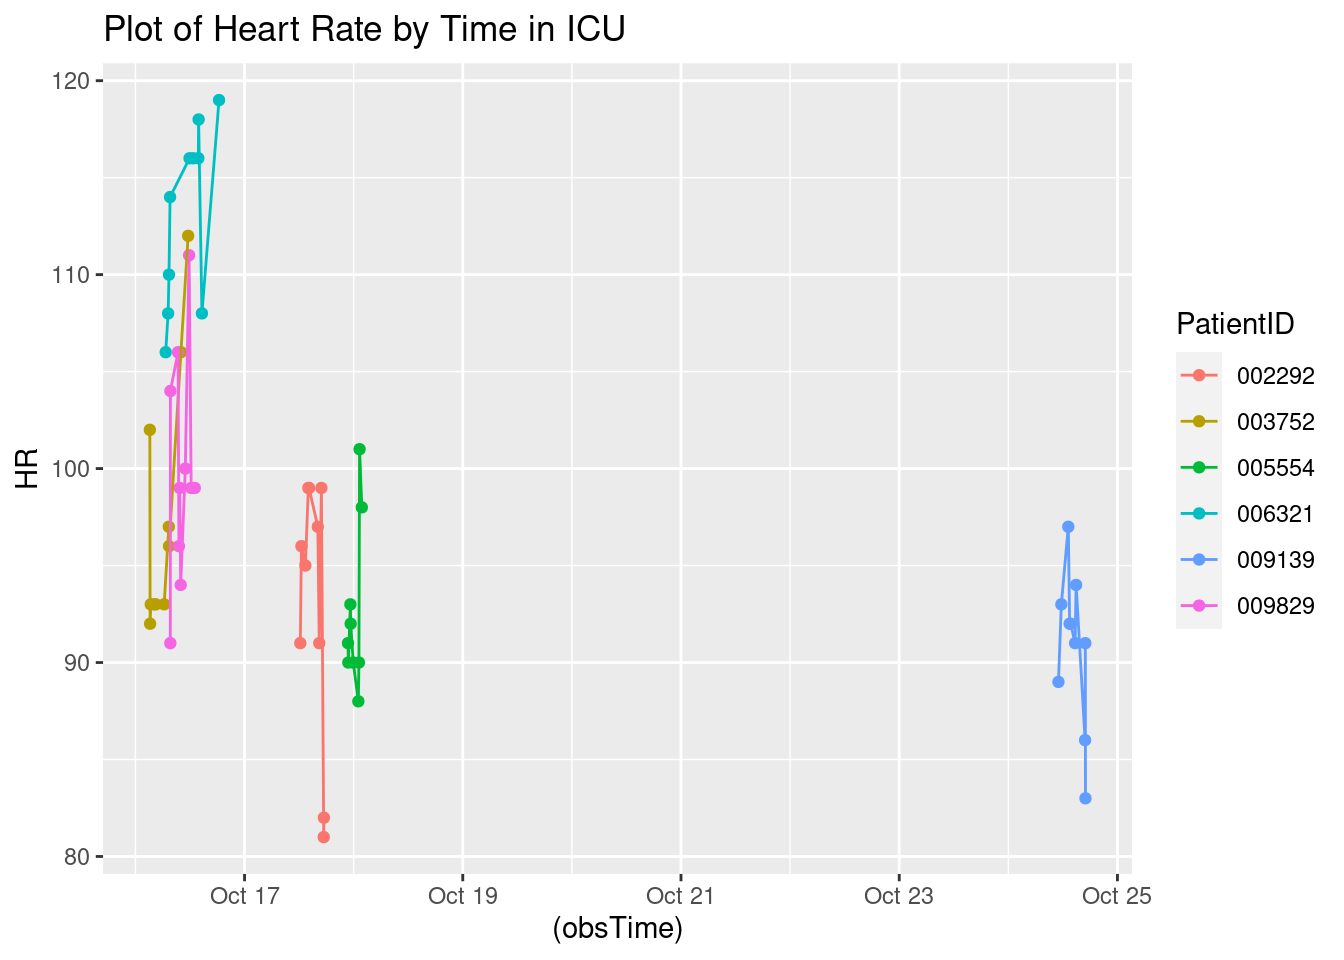 Plot of Heart Rate by Time in ICU
120
110
100
90
80
HR
Oct 17
Oct 19
Oct 21
Oct 23
Oct 25
(obsTime)
PatientID
002292
003752
005554
006321
009139
009829